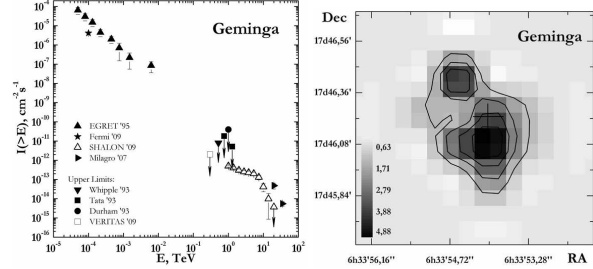 Geminga
I(>E), cm⁻² s⁻¹
10⁻⁴
10⁻⁵
10⁻⁶
10⁻⁷
10⁻⁸
10⁻⁹
10⁻¹⁰
10⁻¹¹
10⁻¹²
10⁻¹³
10⁻¹⁴
10⁻¹⁵
10⁻¹⁶
EGRET '95
Fermi '09
SHALON '09
Milagro '07
Upper Limits:
Whipple '93
Tata '93
Durham '93
VERITAS '09
10⁻⁵ 10⁻⁴ 10⁻³ 10⁻² 10⁻¹ 10⁰ 10¹ 10²
E, TeV
Dec
Geminga
17d46,56'
17d46,36'
17d46,08'
17d45,84'
0,63
1,71
2,79
3,86
4,88
6h33'56,16'' 6h33'54,72'' 6h33'53,28''
RA